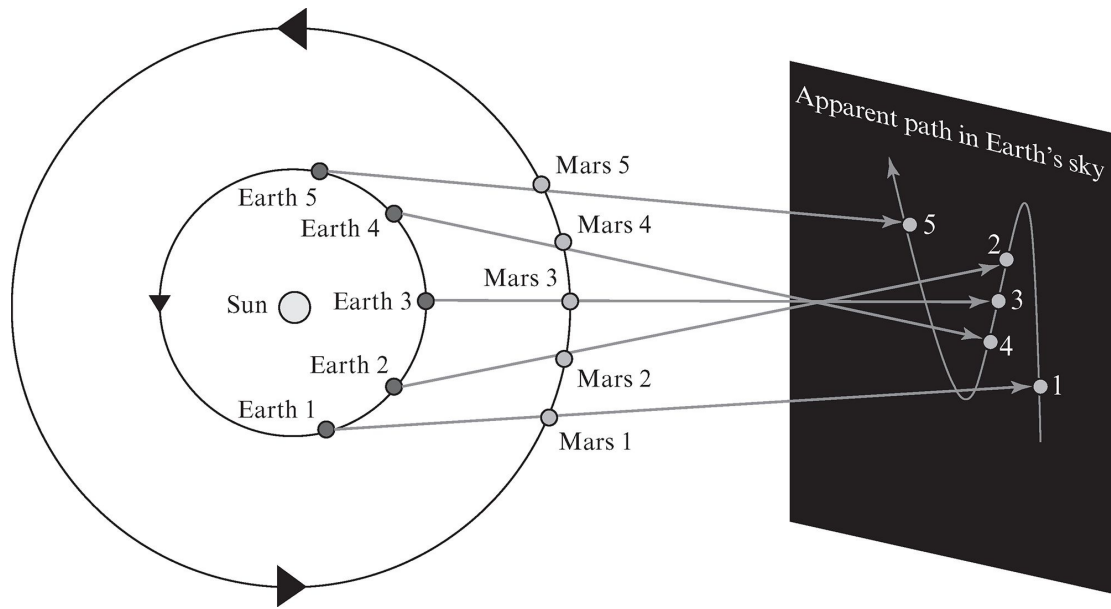 Apparent path in Earth's sky
Mars 5
Earth 5
Mars 4
Earth 4
5
2
Mars 3
Sun
Earth 3
3
4
Earth 2
Mars 2
1
Earth 1
Mars 1